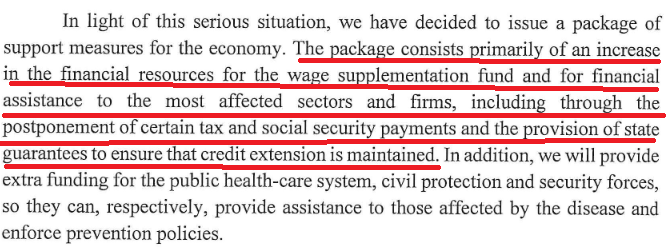 In light of this serious situation, we have decided to issue a package of
support measures for the economy. The package consists primarily of an increase
in the financial resources for the wage supplementation fund and for financial
assistance to the most affected sectors and firms, including through the
postponement of certain tax and social security payments and the provision of state
guarantees to ensure that credit extension is maintained. In addition, we will provide
extra funding for the public health-care system, civil protection and security forces,
so they can, respectively, provide assistance to those affected by the disease and
enforce prevention policies.